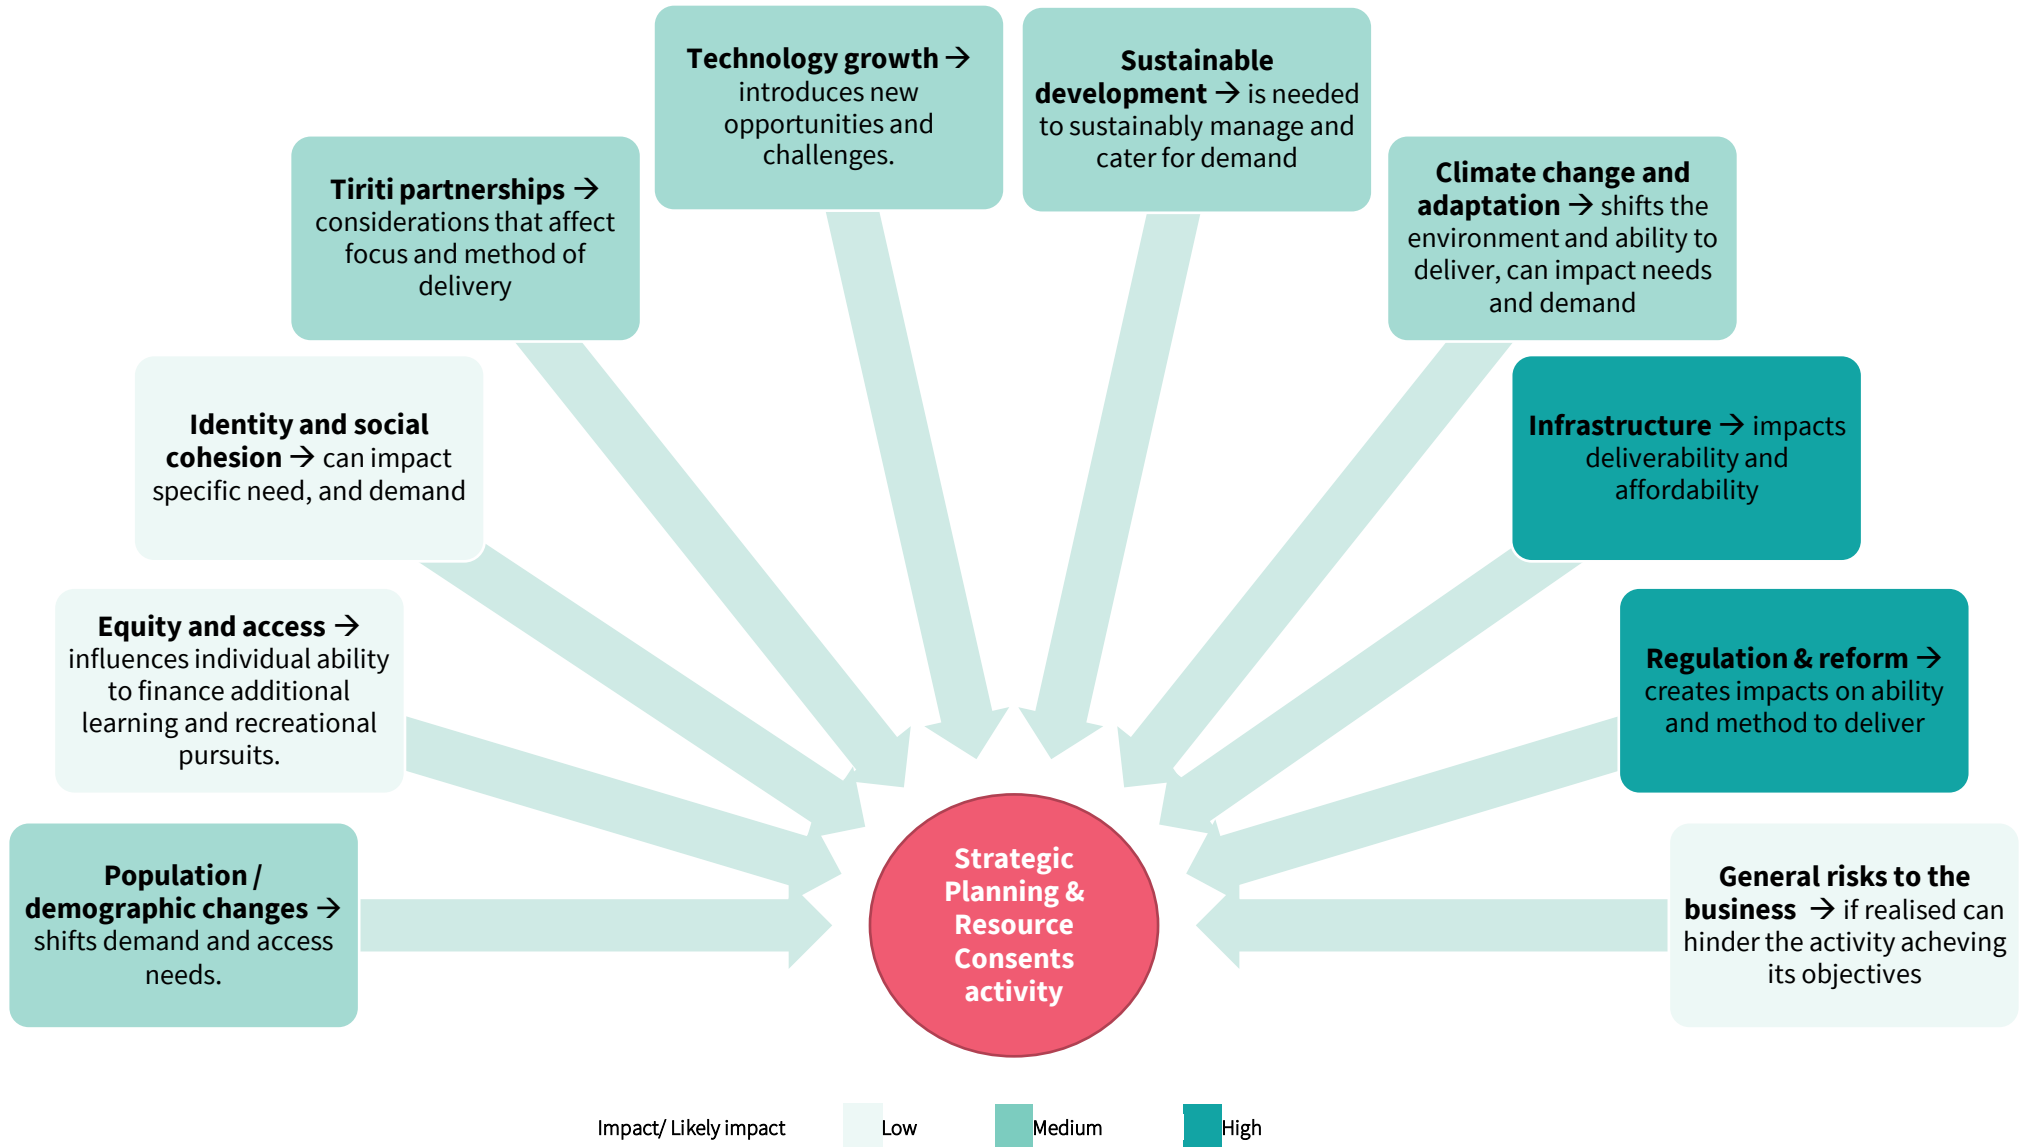 Technology growth →
introduces new
opportunities and
challenges.
Sustainable
development → is needed
to sustainably manage and
cater for demand
Tiriti partnerships →
considerations that affect
focus and method of
delivery
Climate change and
adaptation → shifts the
environment and ability to
deliver, can impact needs
and demand
Identity and social
cohesion → can impact
specific need, and demand
Infrastructure → impacts
deliverability and
affordability
Equity and access →
influences individual ability
to finance additional
learning and recreational
pursuits.
Regulation & reform →
creates impacts on ability
and method to deliver
Population /
demographic changes →
shifts demand and access
needs.
Strategic
Planning &
Resource
Consents
activity
General risks to the
business → if realised can
hinder the activity acheving
its objectives
Impact/ Likely impact Low Medium High